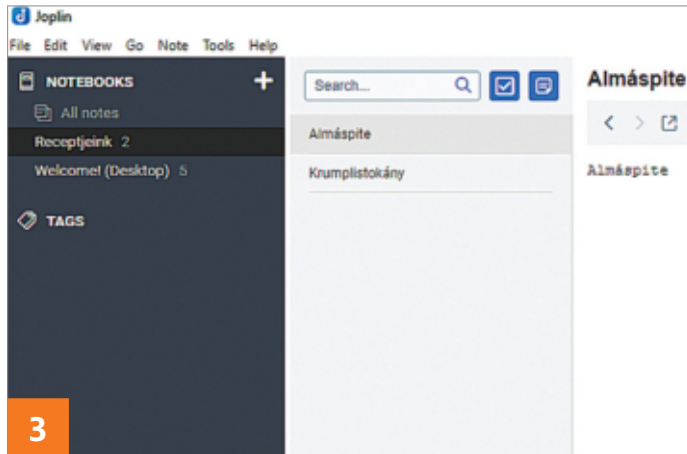 Joplin
File Edit View Go Note Tools Help
NOTEBOOKS
All notes
Receptjeink 2
Welcome! (Desktop) 5
TAGS
Search...
Almáspite
Krumplistokány
Almáspite
Almáspite
3